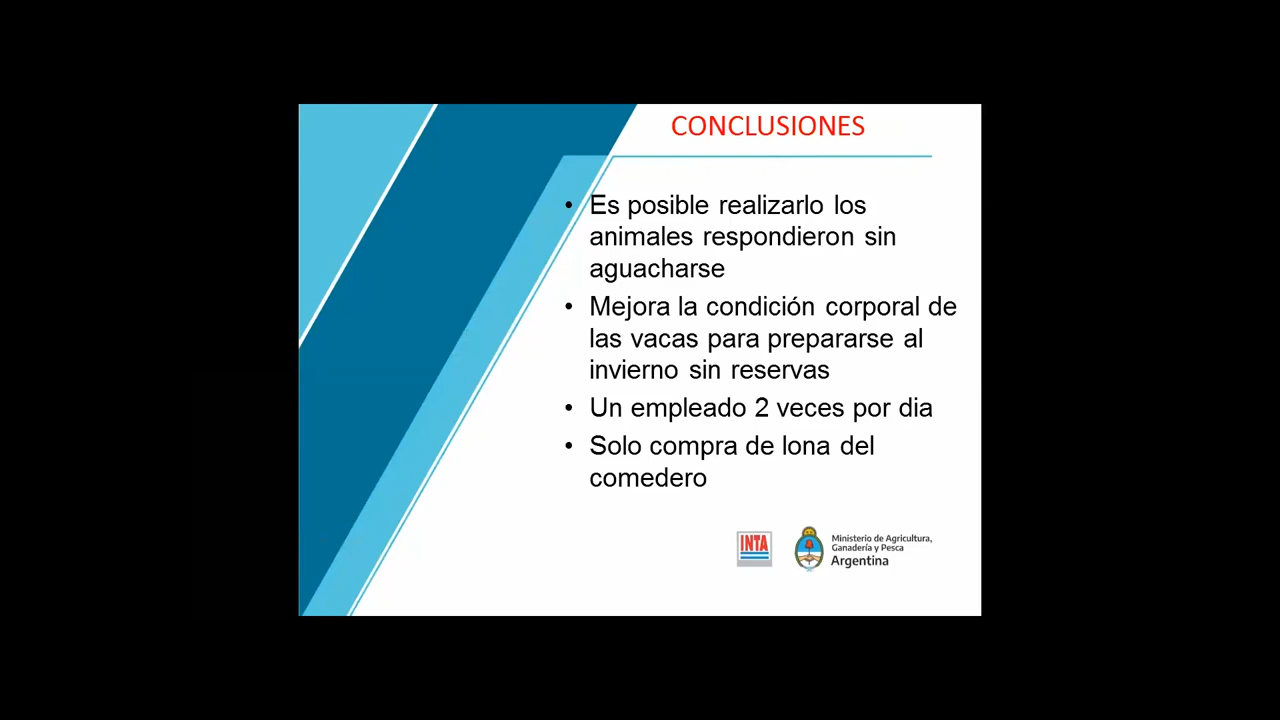 CONCLUSIONES
• Es posible realizarlo los
animales respondieron sin
aguacharse
• Mejora la condición corporal de
las vacas para prepararse al
invierno sin reservas
• Un empleado 2 veces por dia
• Solo compra de lona del
comedero
INTA
Ministerio de Agricultura,
Ganadería y Pesca
Argentina